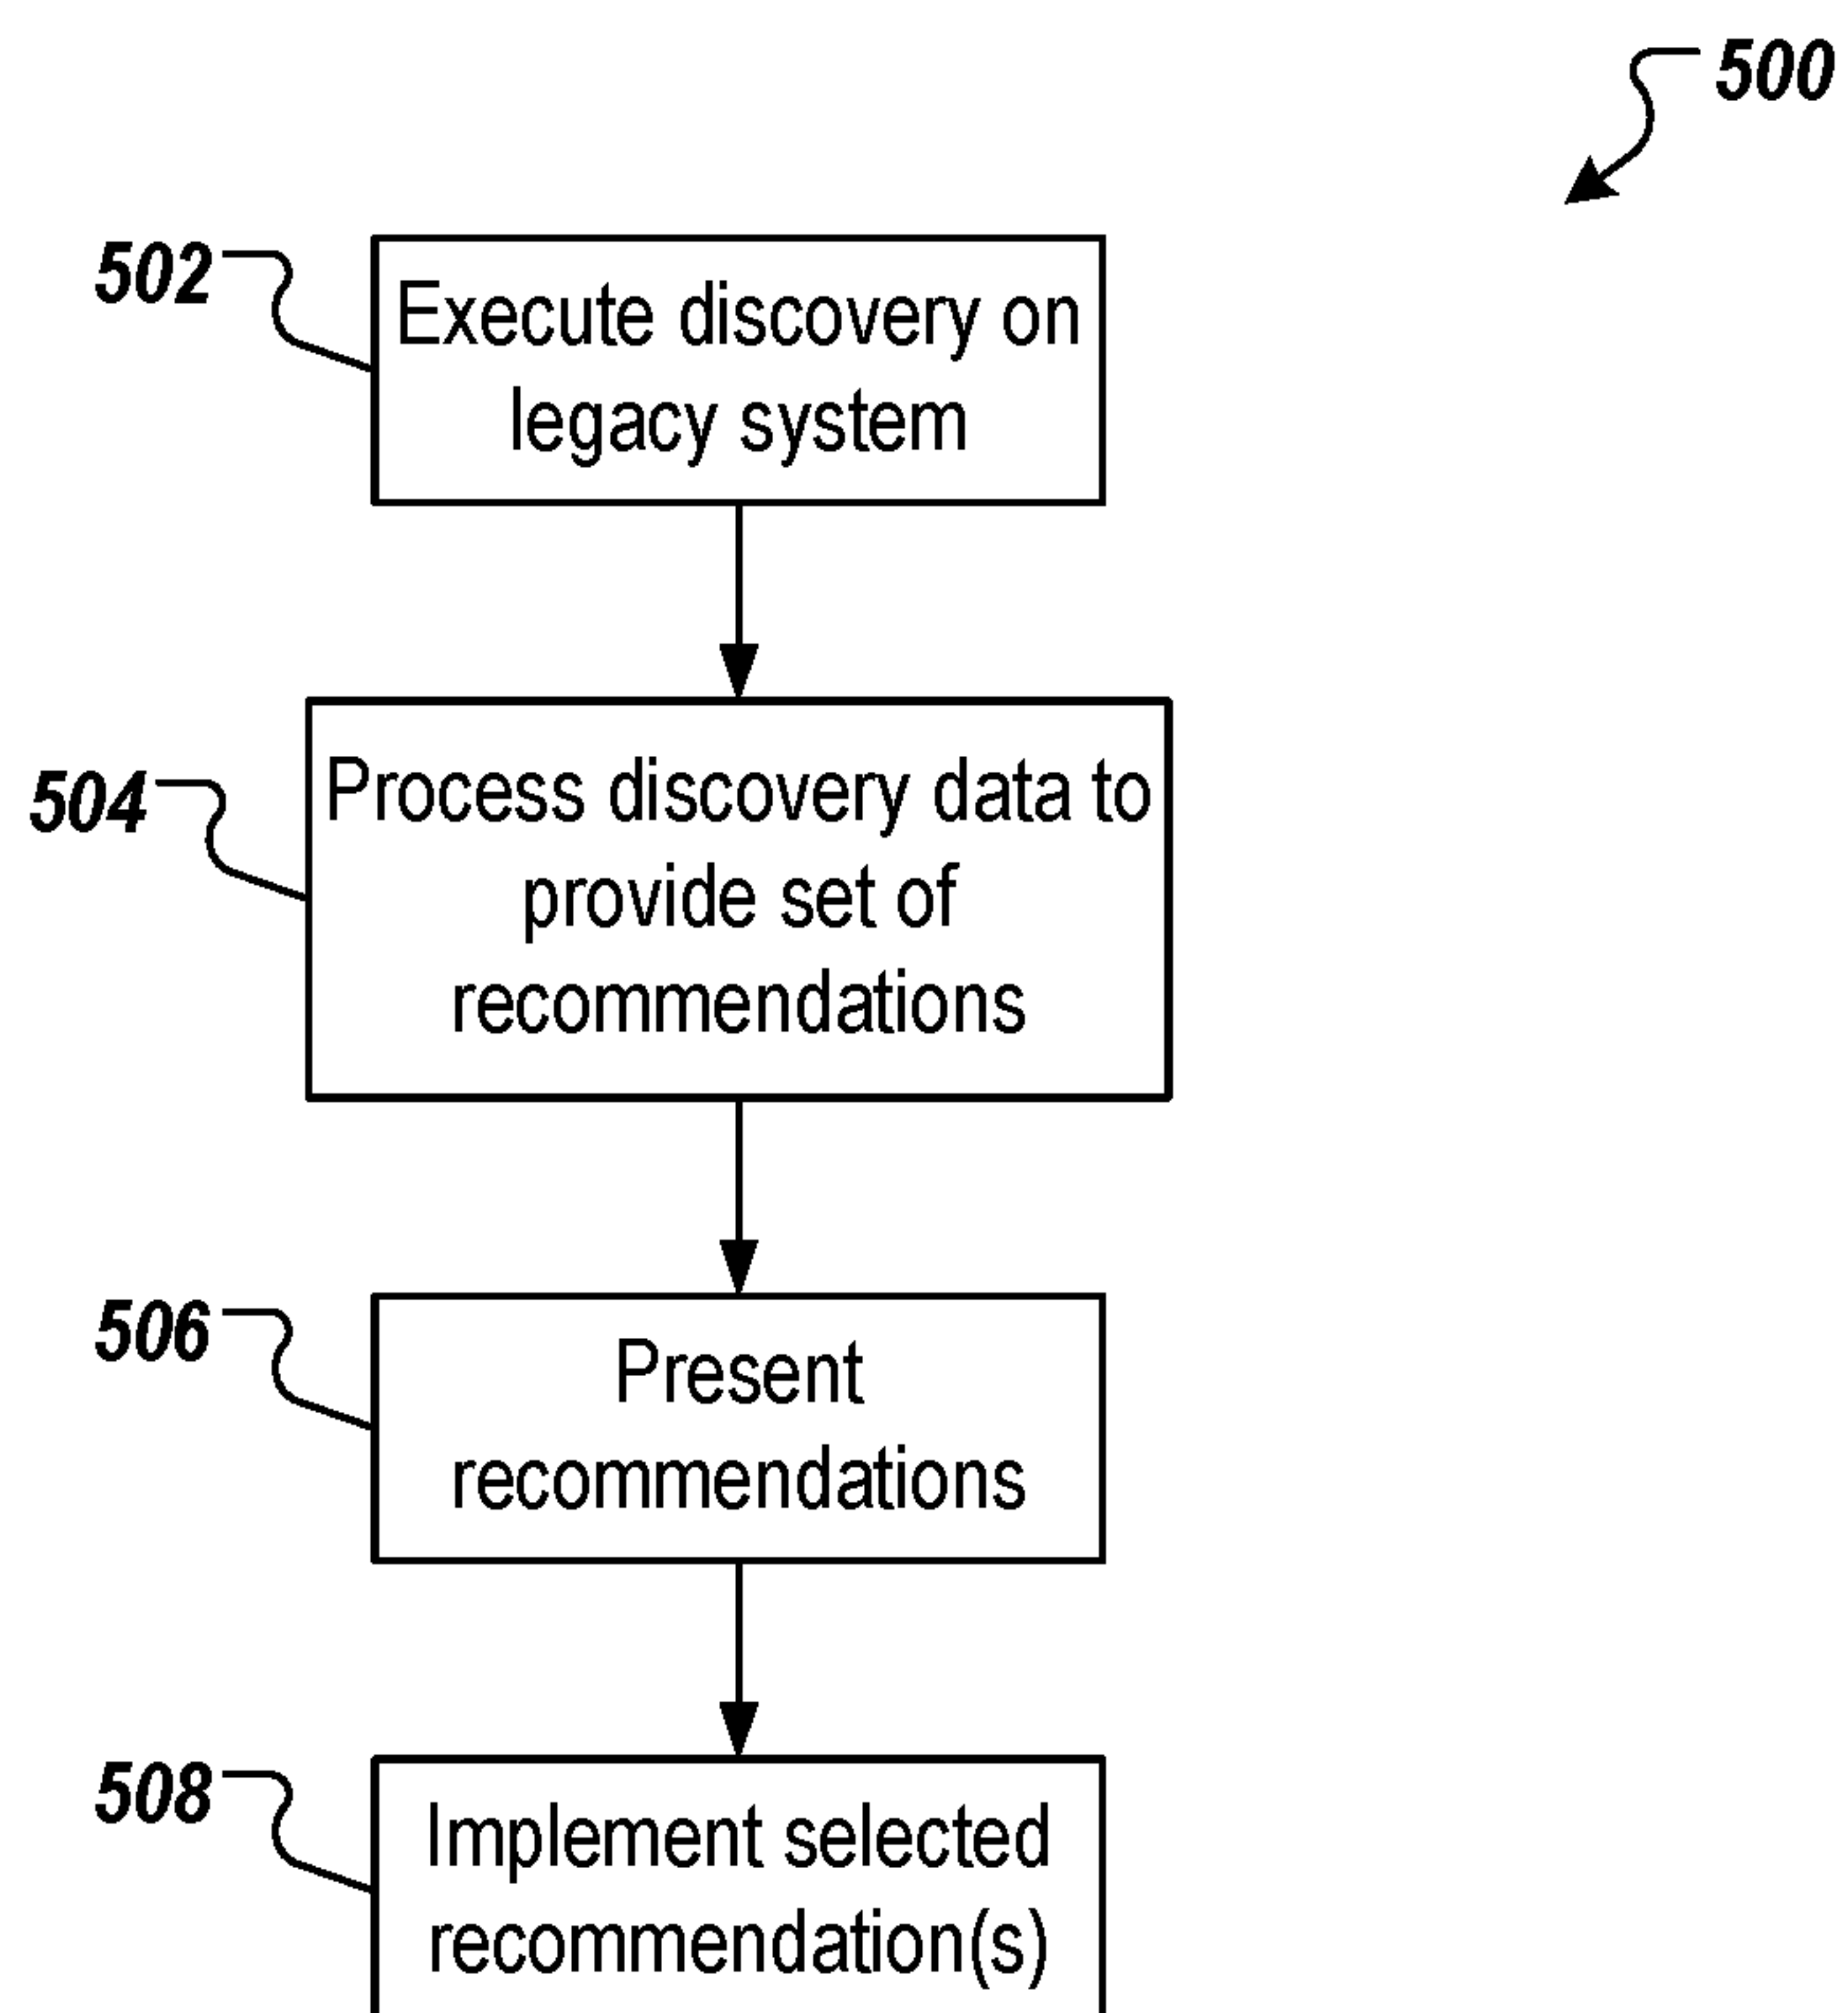 500
502
Execute discovery on
legacy system
504
Process discovery data to
provide set of
recommendations
506
Present
recommendations
508
Implement selected
recommendation(s)